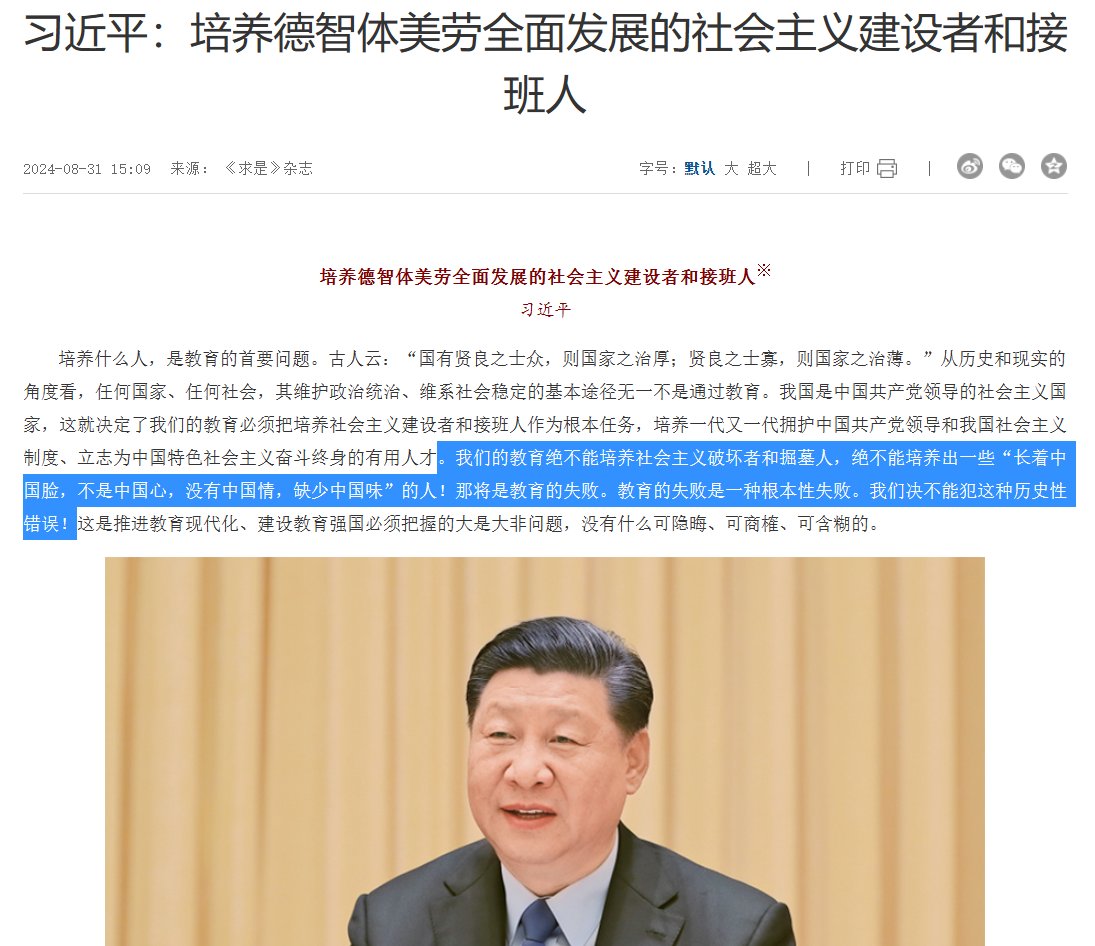 习近平：培养德智体美劳全面发展的社会主义建设者和接
班人
2024-08-31 15:09 来源：《求是》杂志 字号：默认 大 超大 | 打印 |
培养德智体美劳全面发展的社会主义建设者和接班人※
习近平
培养什么人，是教育的首要问题。古人云：“国有贤良之士众，则国家之治厚；贤良之士寡，则国家之治薄。”从历史和现实的
角度看，任何国家、任何社会，其维护政治统治、维系社会稳定的基本途径无一不是通过教育。我国是中国共产党领导的社会主义国
家，这就决定了我们的教育必须把培养社会主义建设者和接班人作为根本任务，培养一代又一代拥护中国共产党领导和我国社会主义
制度、立志为中国特色社会主义奋斗终身的有用人才。我们的教育绝不能培养社会主义破坏者和掘墓人，绝不能培养出一些“长着中
国脸，不是中国心，没有中国情，缺少中国味”的人！那将是教育的失败。教育的失败是一种根本性失败。我们决不能犯这种历史性
错误！这是推进教育现代化、建设教育强国必须把握的大是大非问题，没有什么可隐晦、可商榷、可含糊的。